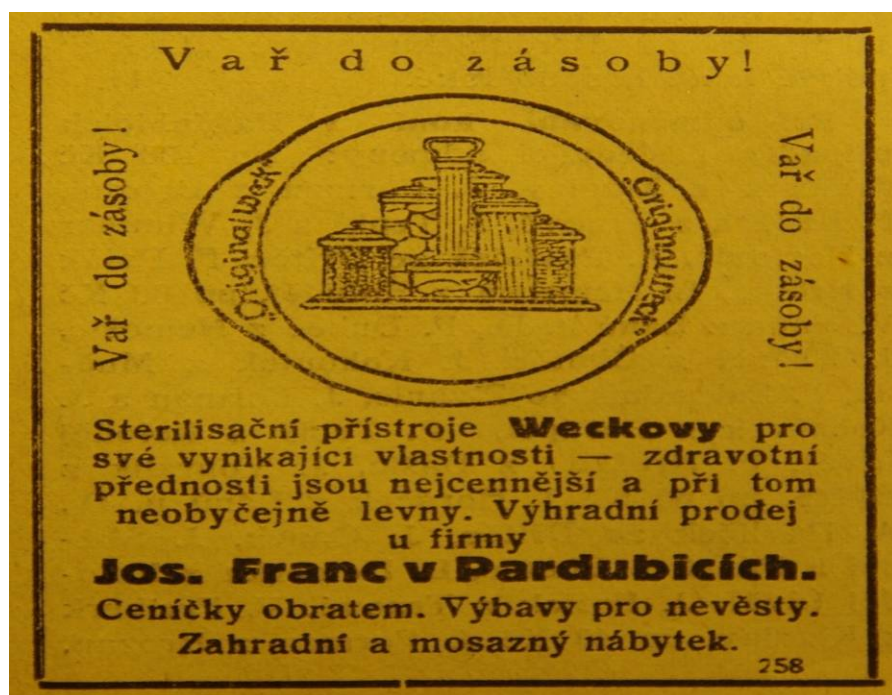 Vař do zásoby!
Vař do zásoby!
"Original Weck"
"Original Weck"
Vař do zásoby!
Sterilisační přístroje Weckovy pro
své vynikající vlastnosti — zdravotní
přednosti jsou nejcennější a při tom
neobyčejně levny. Výhradní prodej
u firmy
Jos. Franc v Pardubicích.
Ceníčky obratem. Výbavy pro nevěsty.
Zahradní a mosazný nábytek.
258